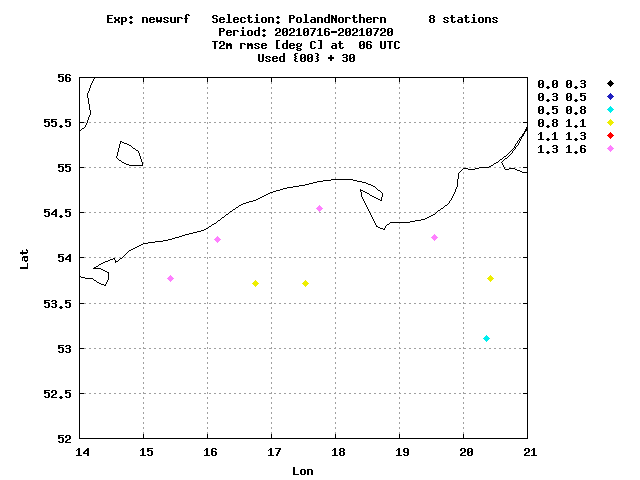 Exp: newsurf   Selection: PolandNorthern      8 stations
Period: 20210716-20210720
T2m rmse [deg C] at  06 UTC
Used {00} + 30
0.0 0.3
0.3 0.5
0.5 0.8
0.8 1.1
1.1 1.3
1.3 1.6
56
55.5
55
54.5
54
53.5
53
52.5
52
Lat
14 15 16 17 18 19 20 21
Lon